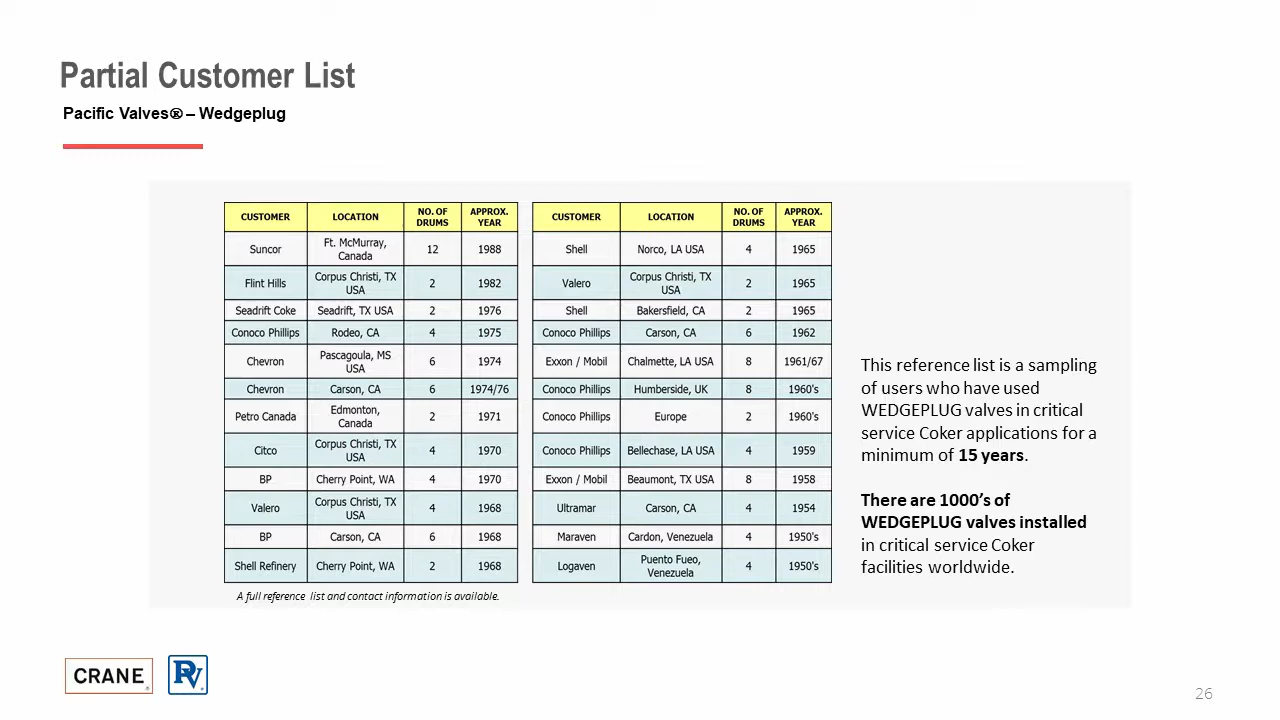 Partial Customer List
Pacific Valves® – Wedgeplug
CUSTOMER LOCATION NO. OF DRUMS APPROX. YEAR
Suncor Ft. McMurray, Canada 12 1988
Flint Hills Corpus Christi, TX USA 2 1982
Seadrift Coke Seadrift, TX USA 2 1976
Conoco Phillips Rodeo, CA 4 1975
Chevron Pascagoula, MS USA 6 1974
Chevron Carson, CA 6 1974/76
Petro Canada Edmonton, Canada 2 1971
Citco Corpus Christi, TX USA 4 1970
BP Cherry Point, WA 4 1970
Valero Corpus Christi, TX USA 4 1968
BP Carson, CA 6 1968
Shell Refinery Cherry Point, WA 2 1968
CUSTOMER LOCATION NO. OF DRUMS APPROX. YEAR
Shell Norco, LA USA 4 1965
Valero Corpus Christi, TX USA 2 1965
Shell Bakersfield, CA 2 1965
Conoco Phillips Carson, CA 6 1962
Exxon / Mobil Chalmette, LA USA 8 1961/67
Conoco Phillips Humberside, UK 8 1960's
Conoco Phillips Europe 2 1960's
Conoco Phillips Bellechase, LA USA 4 1959
Exxon / Mobil Beaumont, TX USA 8 1958
Ultramar Carson, CA 4 1954
Maraven Cardon, Venezuela 4 1950's
Logaven Puento Fueo, Venezuela 4 1950's
A full reference list and contact information is available.
This reference list is a sampling
of users who have used
WEDGEPLUG valves in critical
service Coker applications for a
minimum of 15 years.
There are 1000’s of
WEDGEPLUG valves installed
in critical service Coker
facilities worldwide.
CRANE®
PV®
26